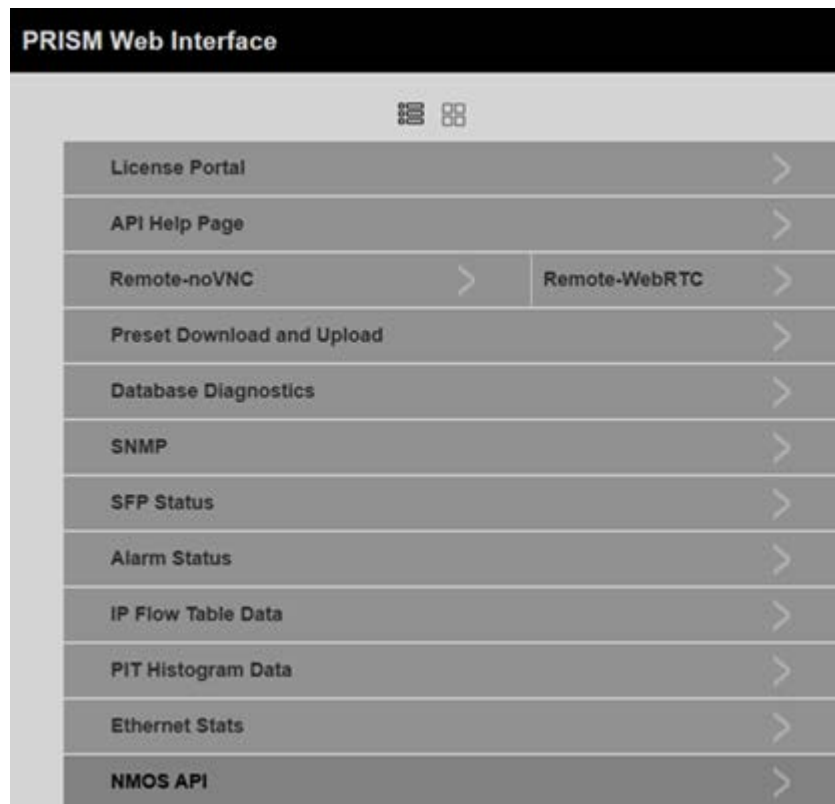 PRISM Web Interface
License Portal
API Help Page
Remote-noVNC
Remote-WebRTC
Preset Download and Upload
Database Diagnostics
SNMP
SFP Status
Alarm Status
IP Flow Table Data
PIT Histogram Data
Ethernet Stats
NMOS API